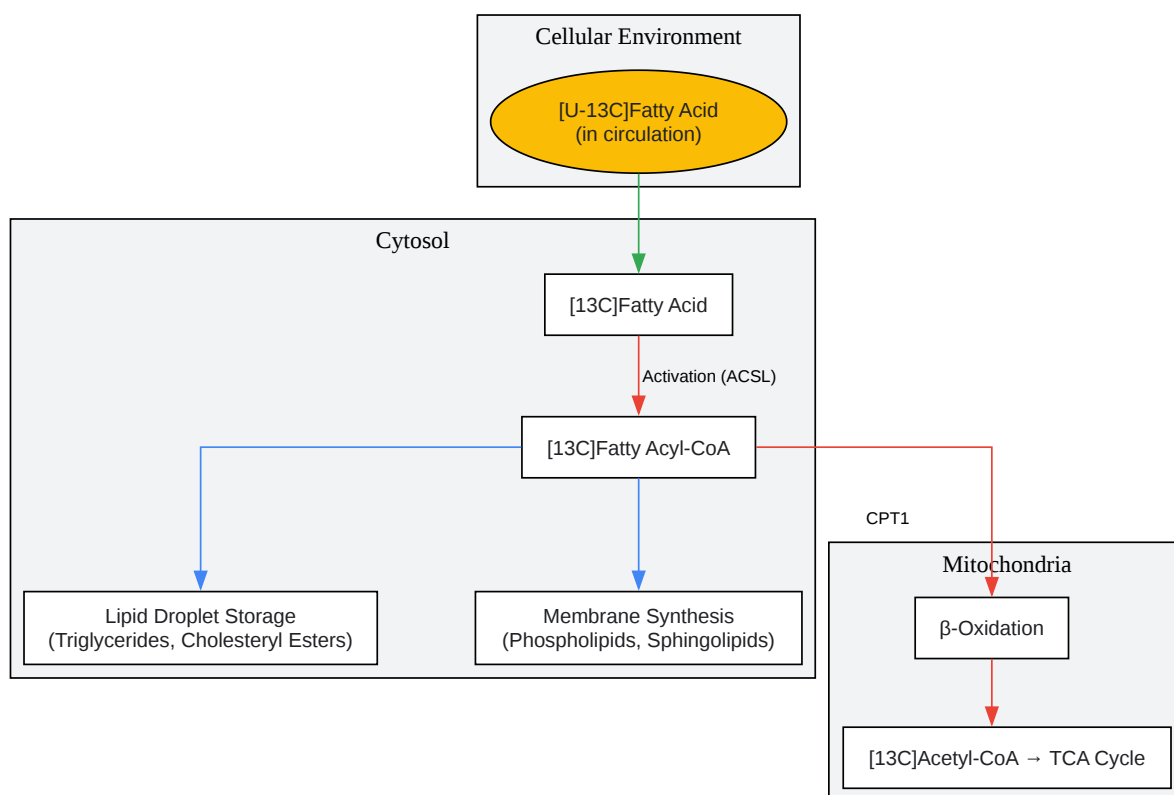 Cellular Environment
[U-13C]Fatty Acid
(in circulation)
Cytosol
[13C]Fatty Acid
Activation (ACSL)
[13C]Fatty Acyl-CoA
CPT1
Mitochondria
Lipid Droplet Storage
(Triglycerides, Cholesteryl Esters)
Membrane Synthesis
(Phospholipids, Sphingolipids)
β-Oxidation
[13C]Acetyl-CoA → TCA Cycle